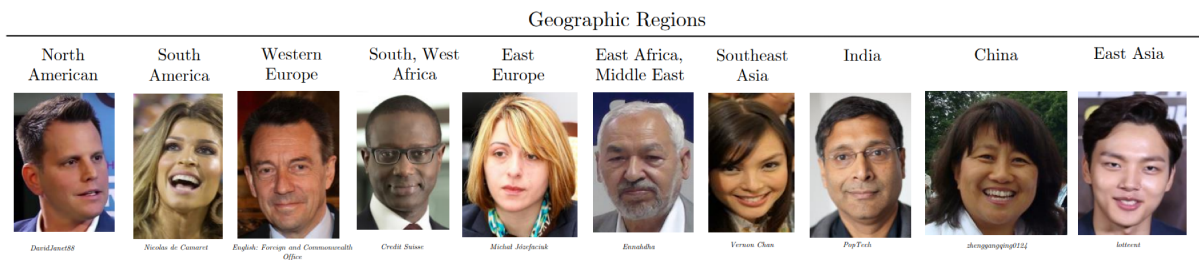 Geographic Regions
North
American
South
America
Western
Europe
South, West
Africa
East
Europe
East Africa,
Middle East
Southeast
Asia
India
China
East Asia
DavidJanet88
Nicolas de Camaret
English: Foreign and Commonwealth
Office
Credit Suisse
Michał Józefaciuk
Ennahdha
Vernon Chan
PopTech
zhenggangqing0124
lotteent